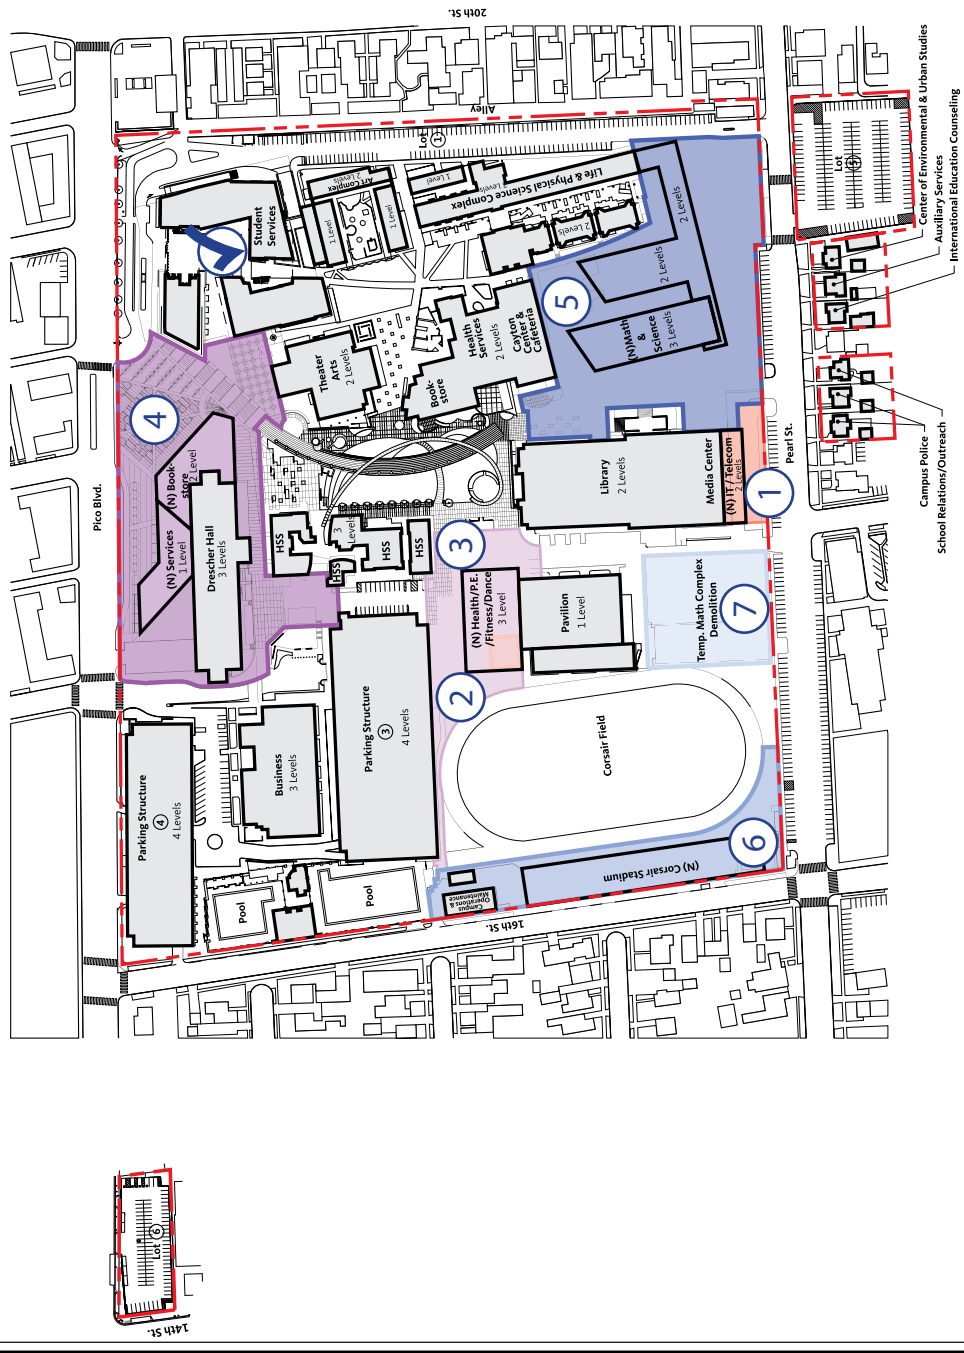 20th St.
Alley
Lot
1
Student
Services
Art Complex
2 Levels
1 Level
1 Level
1 Level
Life & Physical Science Complex
Levels
2 Levels
2 Levels
2 Levels
Lot
Center of Environmental & Urban Studies
Auxiliary Services
International Education Counseling
5
(N)Math
&
Science
3 Levels
Health
Services
2 Levels
Cayton
Center &
Cafeteria
Book-
store
Theater
Arts
2 Levels
4
Pico Blvd.
(N) Book-
store
2 Level
(N) Services
1 Level
Drescher Hall
3 Levels
HSS
3
Levels
HSS
HSS
HSS
Library
2 Levels
Media Center
(N) IT / Telecom
2 Levels
1
Pearl St.
Campus Police
School Relations/Outreach
3
(N) Health/P.E.
/Fitness/Dance
3 Level
Pavilion
1 Level
Temp. Math Complex
Demolition
7
2
Parking Structure
3
4 Levels
Business
3 Levels
Parking Structure
4
4 Levels
Corsair Field
6
(N) Corsair Stadium
Campus
Operations &
Maintenance
Pool
Pool
16th St.
Lot 6
14th St.